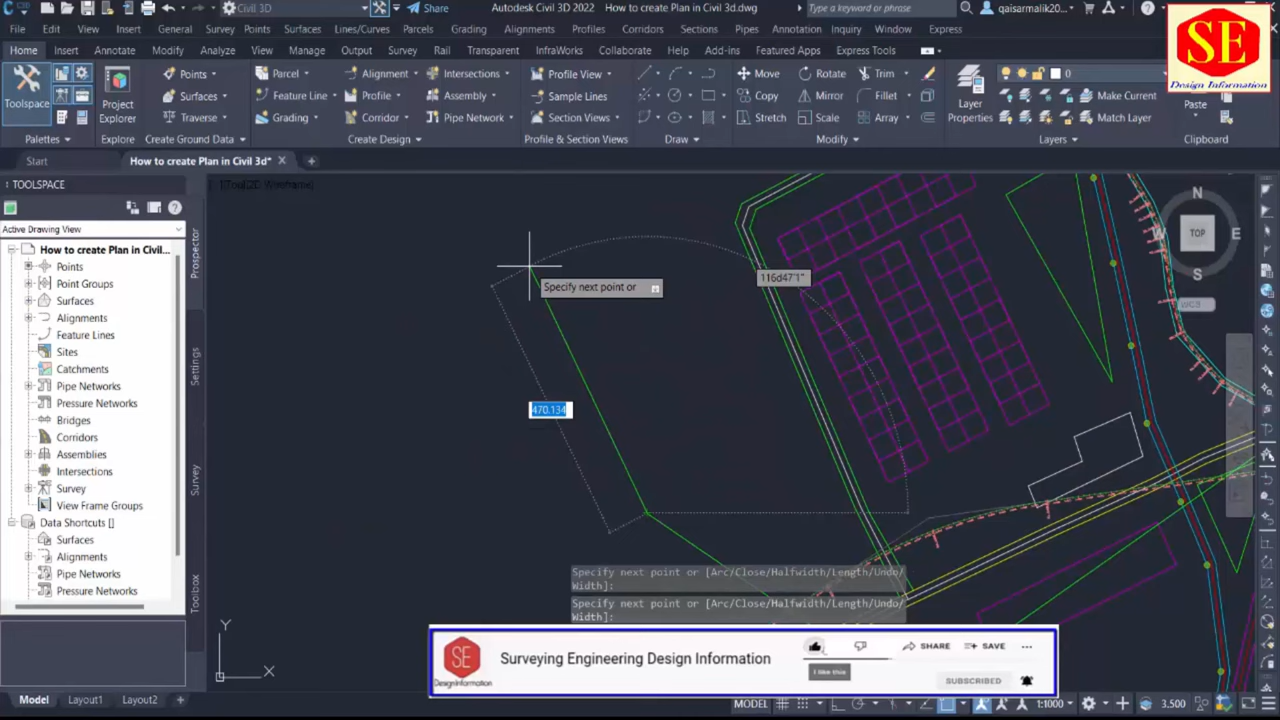 Civil 3D
Share
Autodesk Civil 3D 2022 How to create Plan in Civil 3d.dwg
Type a keyword or phrase
qaisarmalik20...
File Edit View Insert General Survey Points Surfaces Lines/Curves Parcels Grading Alignments Profiles Corridors Sections Pipes Annotation Inquiry Window Express
Home Insert Annotate Modify Analyze View Manage Output Survey Rail Transparent InfraWorks Collaborate Help Add-ins Featured Apps Express Tools
SE
Design Information
Toolspace
Project
Explorer
Points
Surfaces
Traverse
Parcel
Feature Line
Grading
Alignment
Profile
Corridor
Intersections
Assembly
Pipe Network
Profile View
Sample Lines
Section Views
Move
Copy
Stretch
Rotate
Mirror
Scale
Trim
Fillet
Array
Layer
Properties
0
Make Current
Match Layer
Paste
Palettes Explore Create Ground Data Create Design Profile & Section Views Draw Modify Layers Clipboard
Start How to create Plan in Civil 3d*
TOOLSPACE
Active Drawing View
How to create Plan in Civil...
Points
Point Groups
Surfaces
Alignments
Feature Lines
Sites
Catchments
Pipe Networks
Pressure Networks
Bridges
Corridors
Assemblies
Intersections
Survey
View Frame Groups
Data Shortcuts []
Surfaces
Alignments
Pipe Networks
Pressure Networks
Prospector
Settings
Survey
Toolbox
N
W TOP E
S
WCS
116d47'1"
Specify next point or
470.134
Specify next point or [Arc/Close/Halfwidth/Length/Undo/
Width]:
Specify next point or [Arc/Close/Halfwidth/Length/Undo/
Width]:
Y
X
SE
DesignInformation
Surveying Engineering Design Information
SHARE
SAVE
I like this
SUBSCRIBED
Model Layout1 Layout2
MODEL
1:1000
3.500